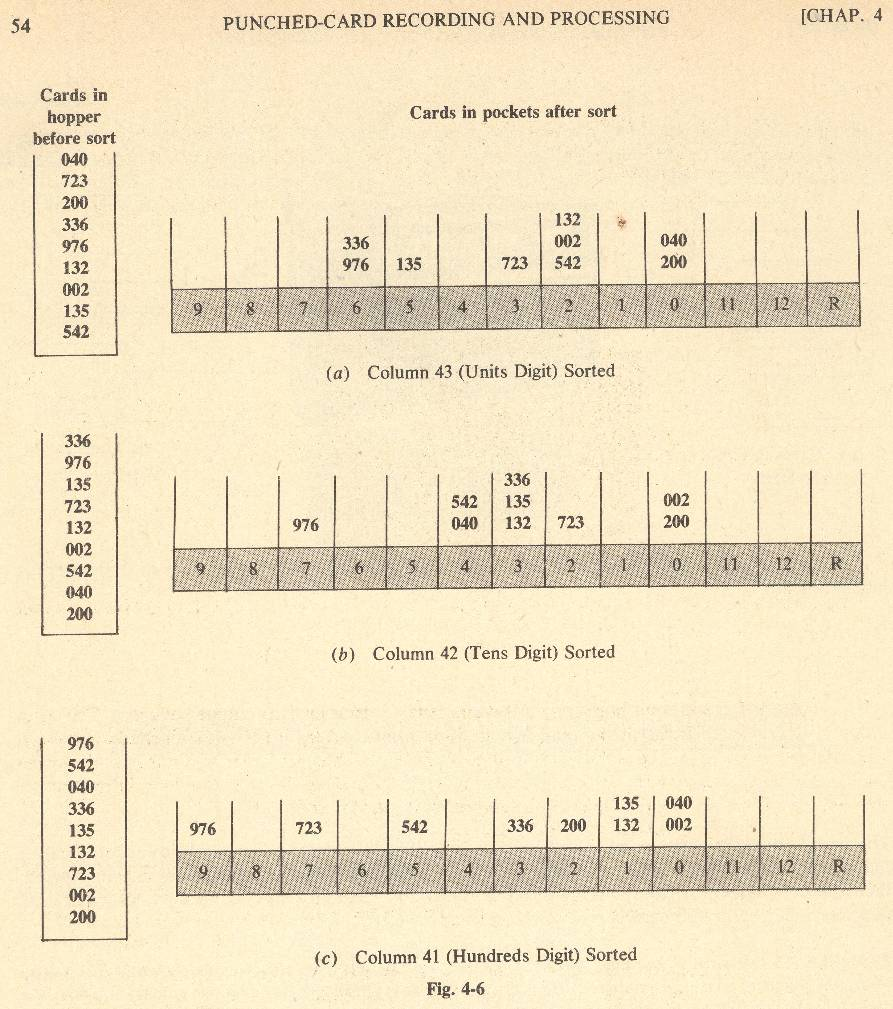 54 PUNCHED-CARD RECORDING AND PROCESSING [CHAP. 4
Cards in
hopper
before sort
Cards in pockets after sort
040
723
200
336
976
132
002
135
542
132
336 002 040
976 135 723 542 200
9 8 7 6 5 4 3 2 1 0 11 12 R
(a) Column 43 (Units Digit) Sorted
336
976
135
723
132
002
542
040
200
336
542 135 002
976 040 132 723 200
9 8 7 6 5 4 3 2 1 0 11 12 R
(b) Column 42 (Tens Digit) Sorted
976
542
040
336
135
132
723
002
200
135 040
976 723 542 336 200 132 002
9 8 7 6 5 4 3 2 1 0 11 12 R
(c) Column 41 (Hundreds Digit) Sorted
Fig. 4-6